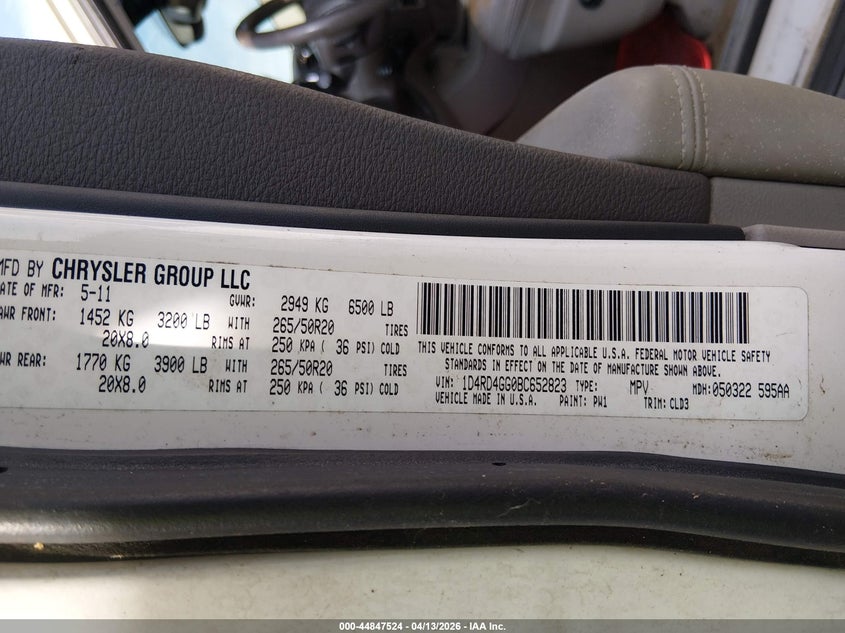 MFD BY CHRYSLER GROUP LLC
DATE OF MFR: 5-11 GVWR: 2949 KG 6500 LB
AWR FRONT: 1452 KG 3200 LB WITH 265/50R20 TIRES
20X8.0 RIMS AT 250 KPA ( 36 PSI) COLD
WR REAR: 1770 KG 3900 LB WITH 265/50R20 TIRES
20X8.0 RIMS AT 250 KPA ( 36 PSI) COLD
THIS VEHICLE CONFORMS TO ALL APPLICABLE U.S.A. FEDERAL MOTOR VEHICLE SAFETY
STANDARDS IN EFFECT ON THE DATE OF MANUFACTURE SHOWN ABOVE.
VIN: 1D4RD4GG0BC652823 TYPE: MPV MDH:050322 595AA
VEHICLE MADE IN U.S.A. PAINT: PW1 TRIM: CLD3
000-44847524 | 04/13/2026 | IAA Inc.